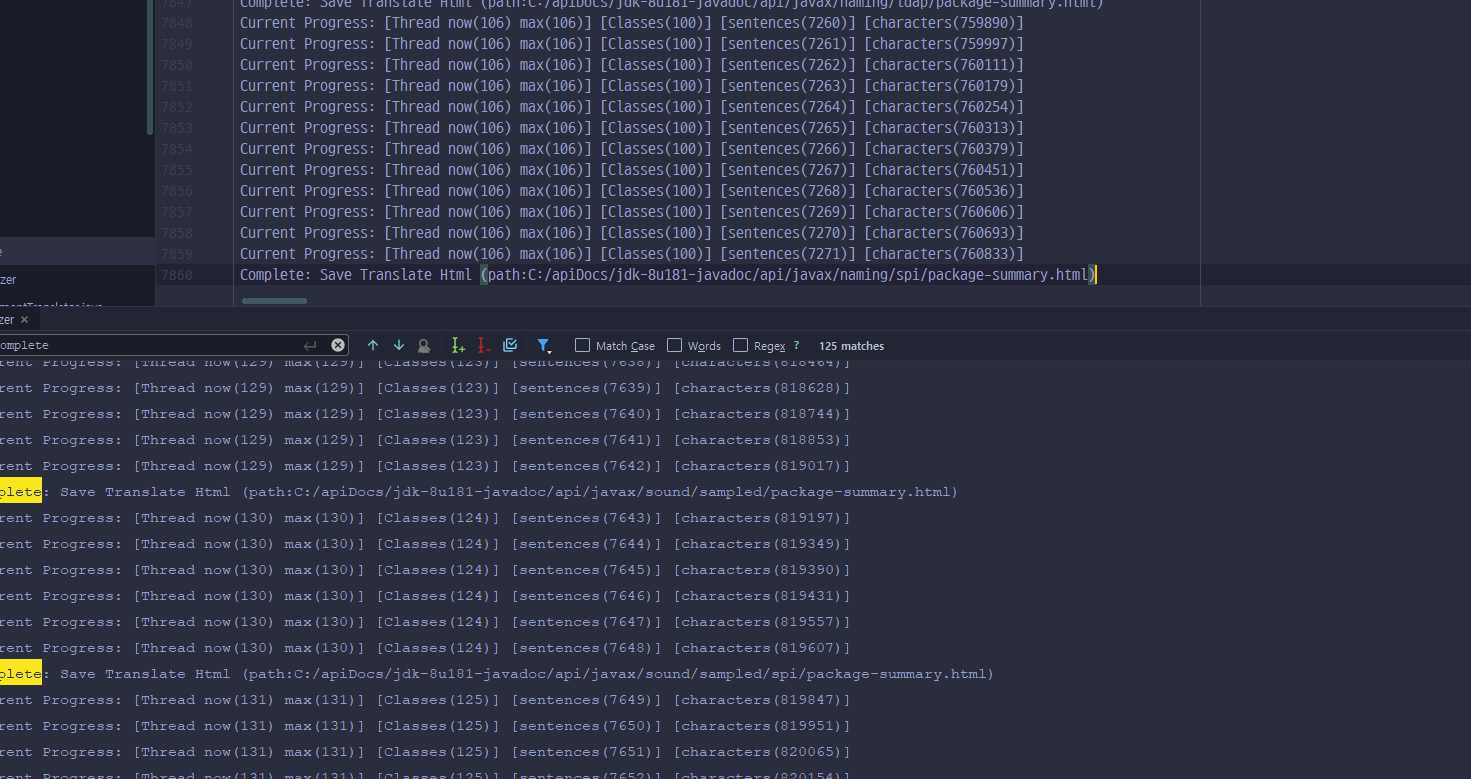 7847 Complete: Save Translate Html (path:C:/apiDocs/jdk-8u181-javadoc/api/javax/naming/ldap/package-summary.html)
7848 Current Progress: [Thread now(106) max(106)] [Classes(100)] [sentences(7260)] [characters(759890)]
7849 Current Progress: [Thread now(106) max(106)] [Classes(100)] [sentences(7261)] [characters(759997)]
7850 Current Progress: [Thread now(106) max(106)] [Classes(100)] [sentences(7262)] [characters(760111)]
7851 Current Progress: [Thread now(106) max(106)] [Classes(100)] [sentences(7263)] [characters(760179)]
7852 Current Progress: [Thread now(106) max(106)] [Classes(100)] [sentences(7264)] [characters(760254)]
7853 Current Progress: [Thread now(106) max(106)] [Classes(100)] [sentences(7265)] [characters(760313)]
7854 Current Progress: [Thread now(106) max(106)] [Classes(100)] [sentences(7266)] [characters(760379)]
7855 Current Progress: [Thread now(106) max(106)] [Classes(100)] [sentences(7267)] [characters(760451)]
7856 Current Progress: [Thread now(106) max(106)] [Classes(100)] [sentences(7268)] [characters(760536)]
7857 Current Progress: [Thread now(106) max(106)] [Classes(100)] [sentences(7269)] [characters(760606)]
7858 Current Progress: [Thread now(106) max(106)] [Classes(100)] [sentences(7270)] [characters(760693)]
7859 Current Progress: [Thread now(106) max(106)] [Classes(100)] [sentences(7271)] [characters(760833)]
7860 Complete: Save Translate Html (path:C:/apiDocs/jdk-8u181-javadoc/api/javax/naming/spi/package-summary.html)
e
zer
mentTranslator.java
zer
omplete Match Case Words Regex ? 125 matches
rent Progress: [Thread now(129) max(129)] [Classes(123)] [sentences(7638)] [characters(818464)]
rent Progress: [Thread now(129) max(129)] [Classes(123)] [sentences(7639)] [characters(818628)]
rent Progress: [Thread now(129) max(129)] [Classes(123)] [sentences(7640)] [characters(818744)]
rent Progress: [Thread now(129) max(129)] [Classes(123)] [sentences(7641)] [characters(818853)]
rent Progress: [Thread now(129) max(129)] [Classes(123)] [sentences(7642)] [characters(819017)]
plete: Save Translate Html (path:C:/apiDocs/jdk-8u181-javadoc/api/javax/sound/sampled/package-summary.html)
rent Progress: [Thread now(130) max(130)] [Classes(124)] [sentences(7643)] [characters(819197)]
rent Progress: [Thread now(130) max(130)] [Classes(124)] [sentences(7644)] [characters(819349)]
rent Progress: [Thread now(130) max(130)] [Classes(124)] [sentences(7645)] [characters(819390)]
rent Progress: [Thread now(130) max(130)] [Classes(124)] [sentences(7646)] [characters(819431)]
rent Progress: [Thread now(130) max(130)] [Classes(124)] [sentences(7647)] [characters(819557)]
rent Progress: [Thread now(130) max(130)] [Classes(124)] [sentences(7648)] [characters(819607)]
plete: Save Translate Html (path:C:/apiDocs/jdk-8u181-javadoc/api/javax/sound/sampled/spi/package-summary.html)
rent Progress: [Thread now(131) max(131)] [Classes(125)] [sentences(7649)] [characters(819847)]
rent Progress: [Thread now(131) max(131)] [Classes(125)] [sentences(7650)] [characters(819951)]
rent Progress: [Thread now(131) max(131)] [Classes(125)] [sentences(7651)] [characters(820065)]
rent Progress: [Thread now(131) max(131)] [Classes(125)] [sentences(7652)] [characters(820154)]